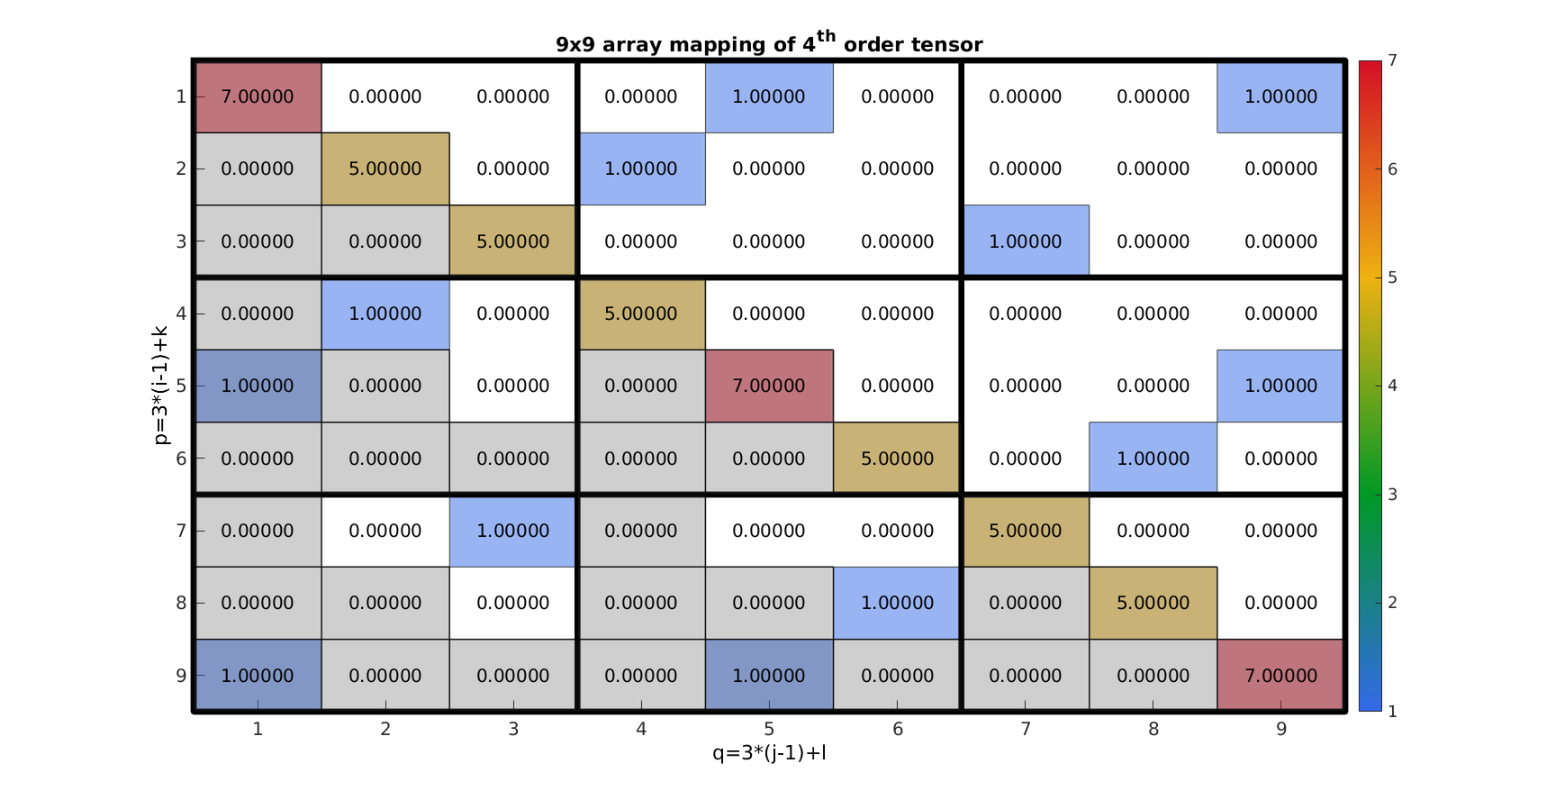 9x9 array mapping of 4th order tensor
7
1 7.00000 0.00000 0.00000 0.00000 1.00000 0.00000 0.00000 0.00000 1.00000
2 0.00000 5.00000 0.00000 1.00000 0.00000 0.00000 0.00000 0.00000 0.00000
6
3 0.00000 0.00000 5.00000 0.00000 0.00000 0.00000 1.00000 0.00000 0.00000
5
4 0.00000 1.00000 0.00000 5.00000 0.00000 0.00000 0.00000 0.00000 0.00000
p=3*(i-1)+k
5 1.00000 0.00000 0.00000 0.00000 7.00000 0.00000 0.00000 0.00000 1.00000
4
6 0.00000 0.00000 0.00000 0.00000 0.00000 5.00000 0.00000 1.00000 0.00000
3
7 0.00000 0.00000 1.00000 0.00000 0.00000 0.00000 5.00000 0.00000 0.00000
8 0.00000 0.00000 0.00000 0.00000 0.00000 1.00000 0.00000 5.00000 0.00000
2
9 1.00000 0.00000 0.00000 0.00000 1.00000 0.00000 0.00000 0.00000 7.00000
1
1 2 3 4 5 6 7 8 9
q=3*(j-1)+l